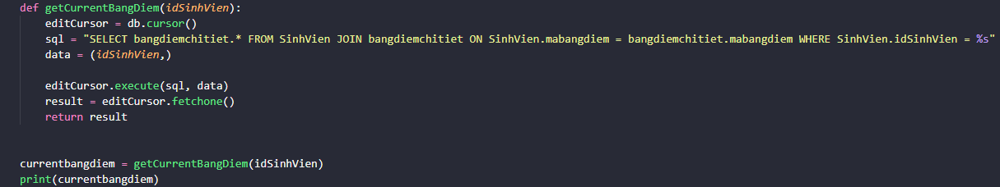 def getCurrentBangDiem(idSinhVien):
    editCursor = db.cursor()
    sql = "SELECT bangdiemchitiet.* FROM SinhVien JOIN bangdiemchitiet ON SinhVien.mabangdiem = bangdiemchitiet.mabangdiem WHERE SinhVien.idSinhVien = %s"
    data = (idSinhVien,)
    editCursor.execute(sql, data)
    result = editCursor.fetchone()
    return result
currentbangdiem = getCurrentBangDiem(idSinhVien)
print(currentbangdiem)